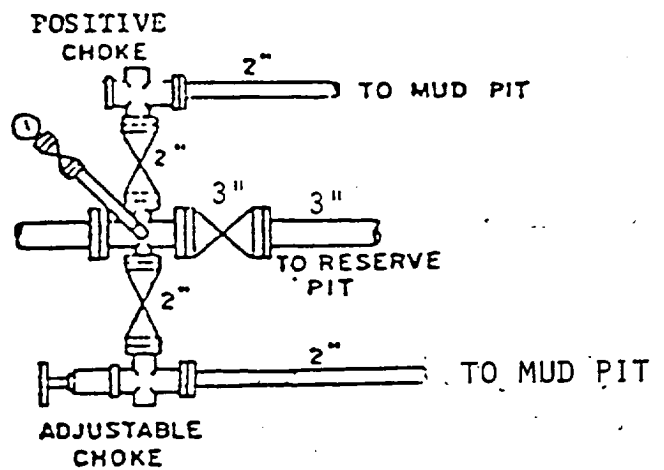 POSITIVE
CHOKE
2"
TO MUD PIT
2"
3"
3"
TO RESERVE
PIT
2"
2"
TO MUD PIT
ADJUSTABLE
CHOKE